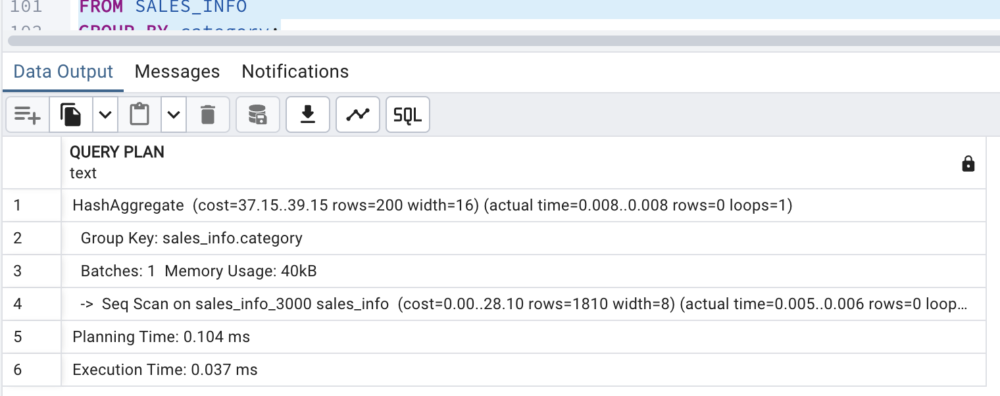 101 FROM SALES_INFO
102 GROUP BY category;
Data Output Messages Notifications
SQL
QUERY PLAN
text
1 HashAggregate (cost=37.15..39.15 rows=200 width=16) (actual time=0.008..0.008 rows=0 loops=1)
2 Group Key: sales_info.category
3 Batches: 1 Memory Usage: 40kB
4 -> Seq Scan on sales_info_3000 sales_info (cost=0.00..28.10 rows=1810 width=8) (actual time=0.005..0.006 rows=0 loop...
5 Planning Time: 0.104 ms
6 Execution Time: 0.037 ms